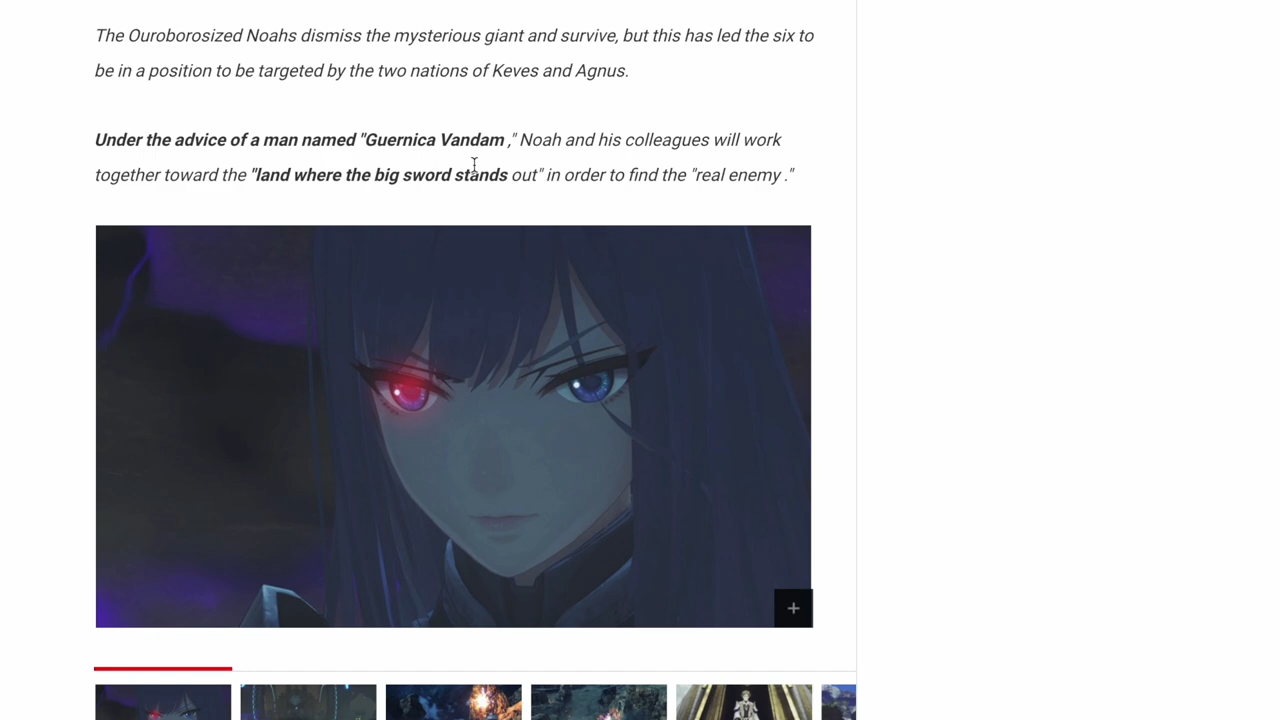 The Ouroborosized Noahs dismiss the mysterious giant and survive, but this has led the six to
be in a position to be targeted by the two nations of Keves and Agnus.
Under the advice of a man named "Guernica Vandam ," Noah and his colleagues will work
together toward the "land where the big sword stands out" in order to find the "real enemy ."